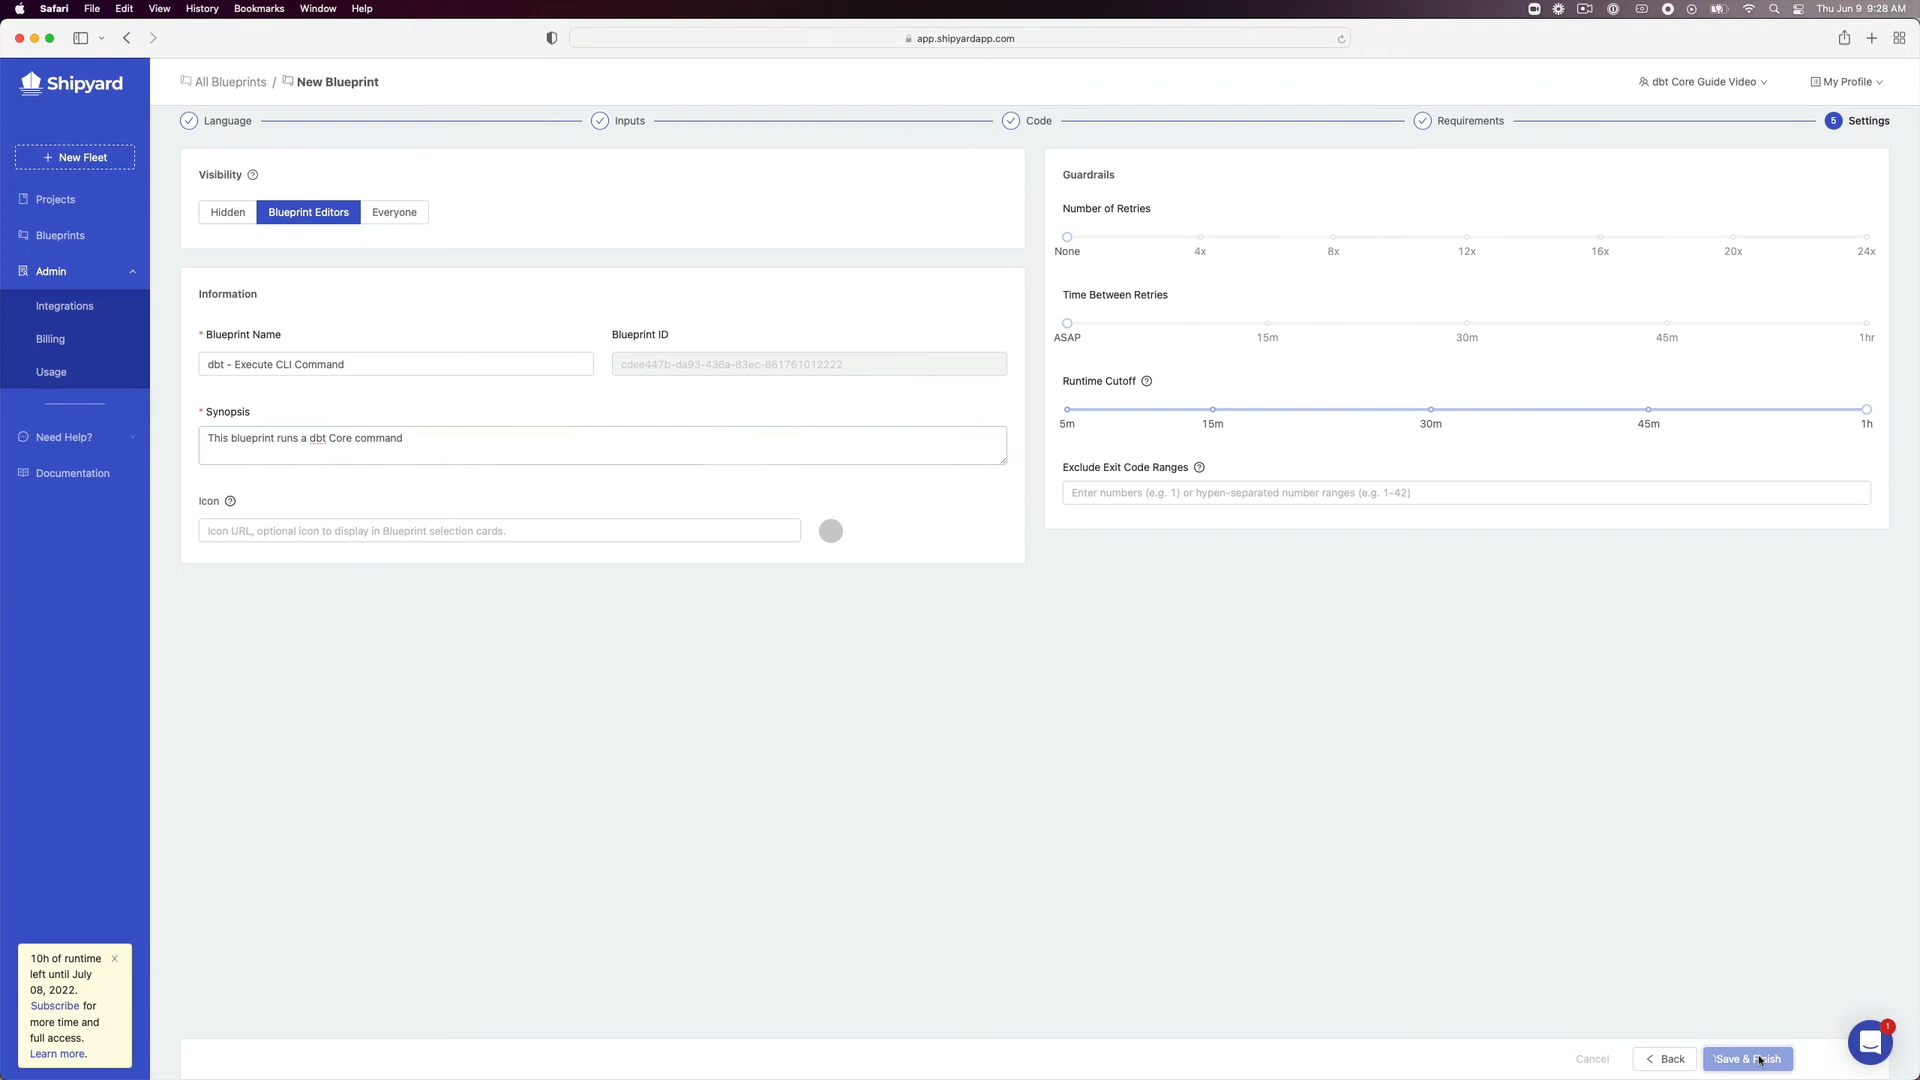 Safari File Edit View History Bookmarks Window Help Thu Jun 9 9:28 AM
app.shipyardapp.com
Shipyard
All Blueprints / New Blueprint
dbt Core Guide Video
My Profile
Language
Inputs
Code
Requirements
5 Settings
+ New Fleet
Projects
Blueprints
Admin
Integrations
Billing
Usage
Need Help?
Documentation
10h of runtime
left until July
08, 2022.
Subscribe for
more time and
full access.
Learn more.
Visibility
Hidden Blueprint Editors Everyone
Information
* Blueprint Name
dbt - Execute CLI Command
Blueprint ID
cdee447b-da93-436a-83ec-861761012222
* Synopsis
This blueprint runs a dbt Core command
Icon
Icon URL, optional icon to display in Blueprint selection cards.
Guardrails
Number of Retries
None 4x 8x 12x 16x 20x 24x
Time Between Retries
ASAP 15m 30m 45m 1hr
Runtime Cutoff
5m 15m 30m 45m 1h
Exclude Exit Code Ranges
Enter numbers (e.g. 1) or hyphen-separated number ranges (e.g. 1-42)
Cancel
Back
Save & Finish
1